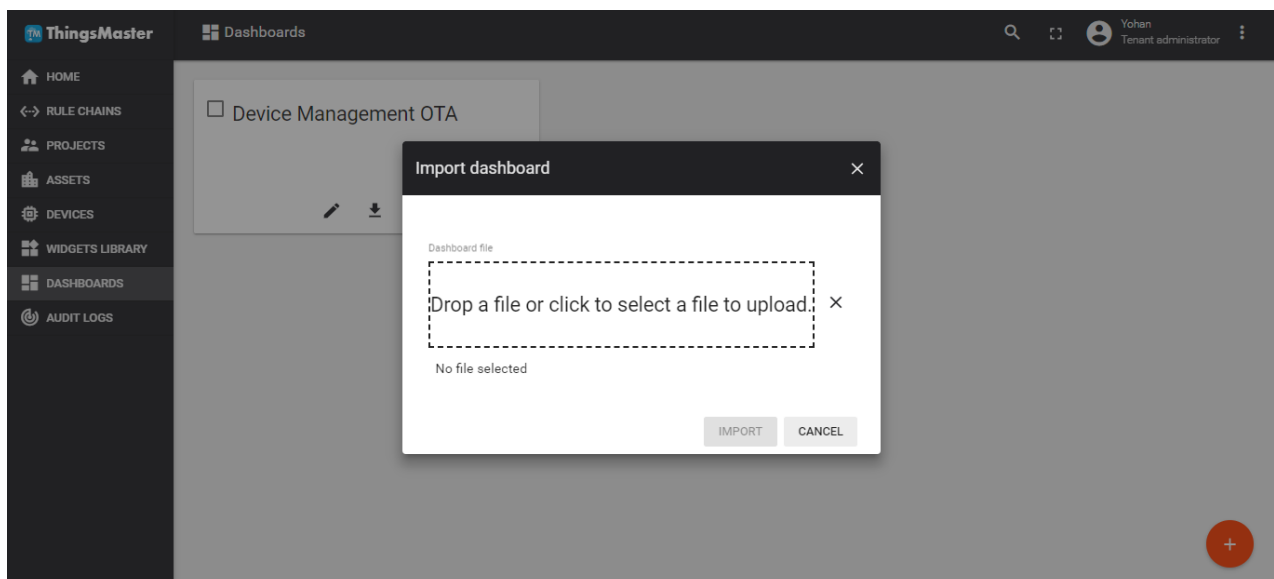 TM ThingsMaster
Dashboards
Yohan
Tenant administrator
HOME
RULE CHAINS
PROJECTS
ASSETS
DEVICES
WIDGETS LIBRARY
DASHBOARDS
AUDIT LOGS
Device Management OTA
Import dashboard
Dashboard file
Drop a file or click to select a file to upload.
No file selected
IMPORT
CANCEL